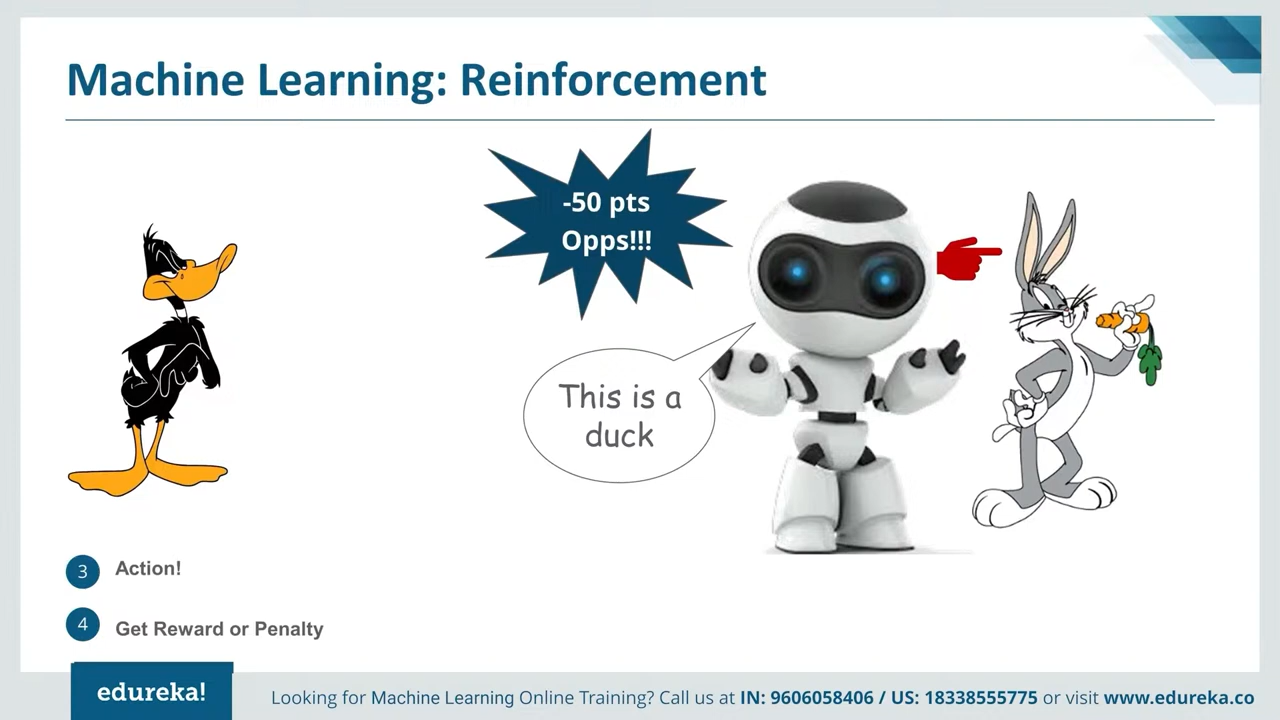 Machine Learning: Reinforcement
-50 pts
Opps!!!
This is a
duck
3 Action!
4 Get Reward or Penalty
edureka!
Looking for Machine Learning Online Training? Call us at IN: 9606058406 / US: 18338555775 or visit www.edureka.co